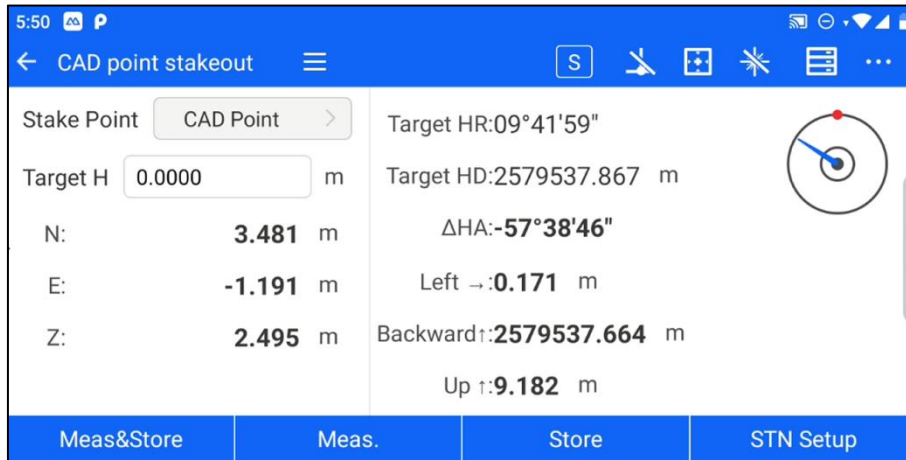 5:50
CAD point stakeout
S
Stake Point CAD Point
Target H 0.0000 m
N: 3.481 m
E: -1.191 m
Z: 2.495 m
Target HR:09°41'59"
Target HD:2579537.867 m
ΔHA:-57°38'46"
Left →:0.171 m
Backward↑:2579537.664 m
Up ↑:9.182 m
Meas&Store Meas. Store STN Setup